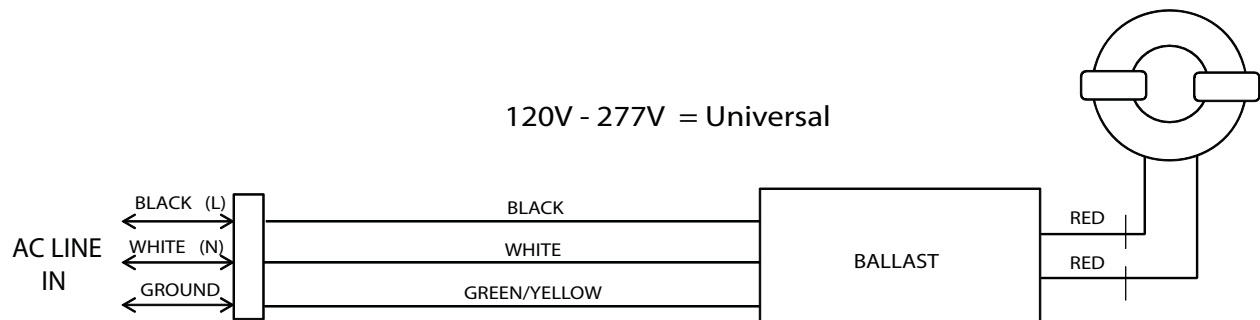 120V - 277V = Universal
BLACK (L)
BLACK
RED
AC LINE
IN
WHITE (N)
WHITE
BALLAST
RED
GROUND
GREEN/YELLOW